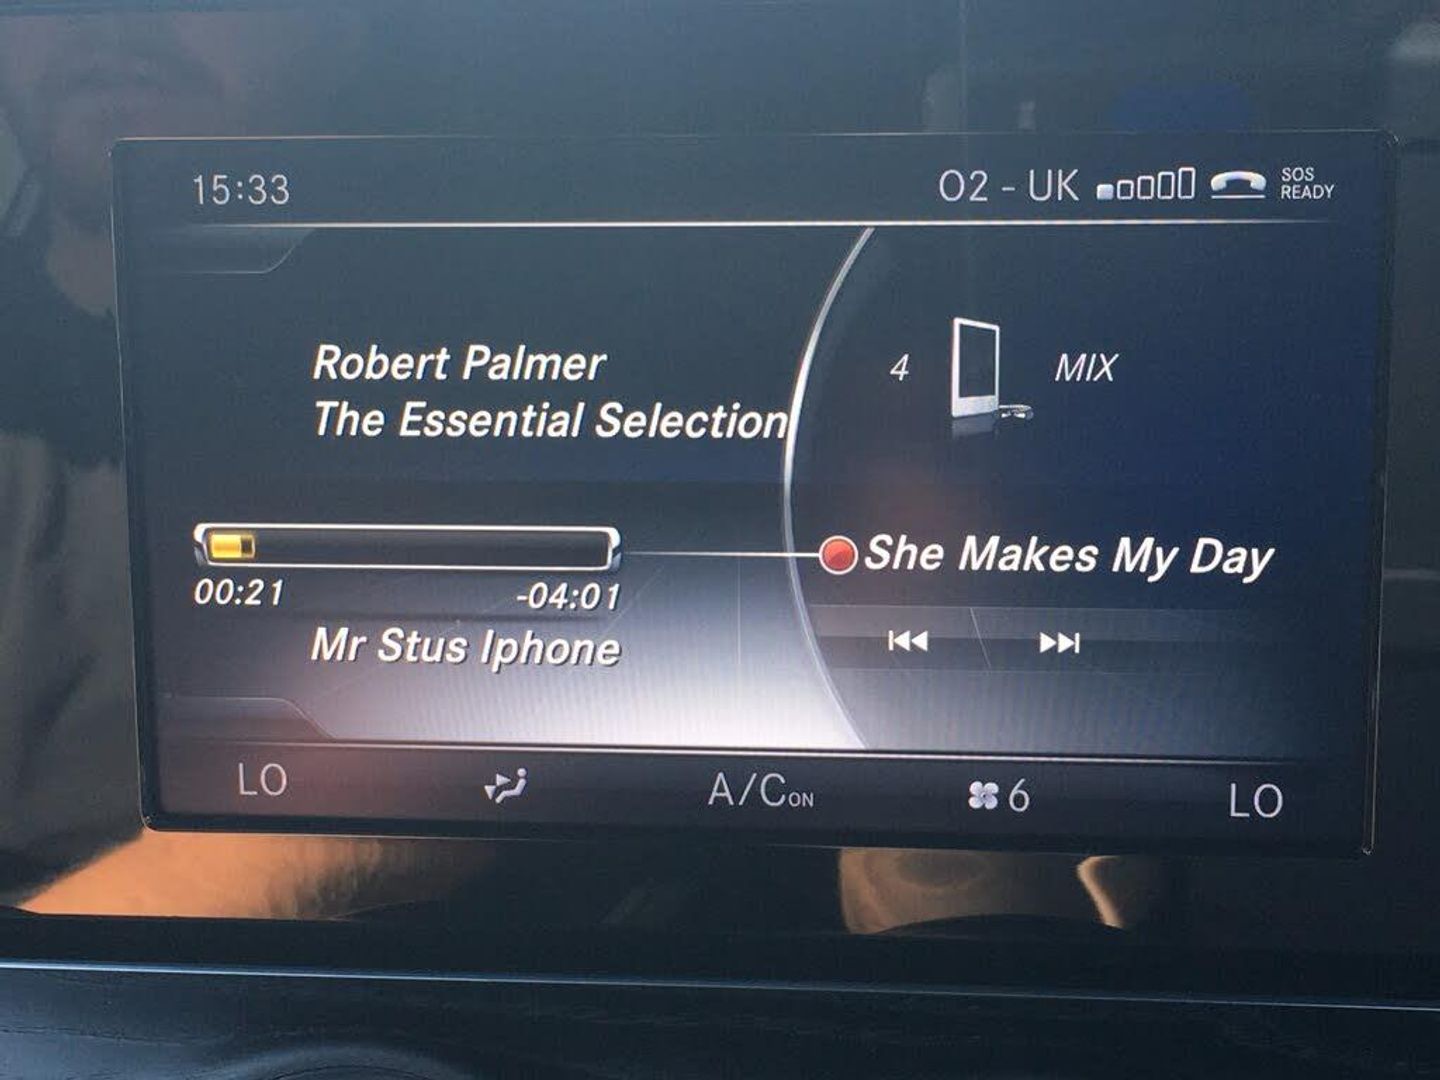 15:33
O2 - UK
SOS
READY
Robert Palmer
The Essential Selection
4
MIX
She Makes My Day
00:21
-04:01
Mr Stus Iphone
LO
A/C ON
6
LO